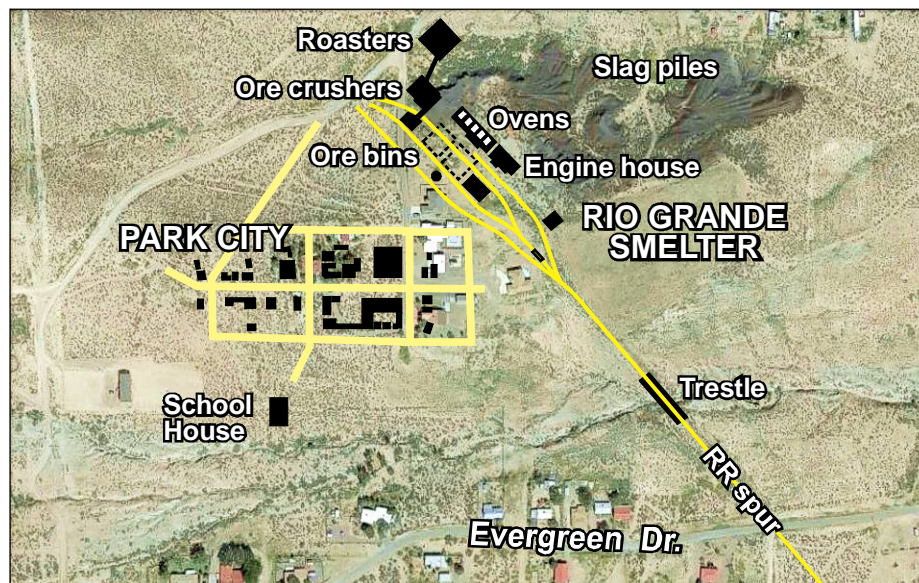 Roasters
Slag piles
Ore crushers
Ovens
Ore bins
Engine house
PARK CITY
RIO GRANDE
SMELTER
Trestle
School
House
RR spur
Evergreen Dr.